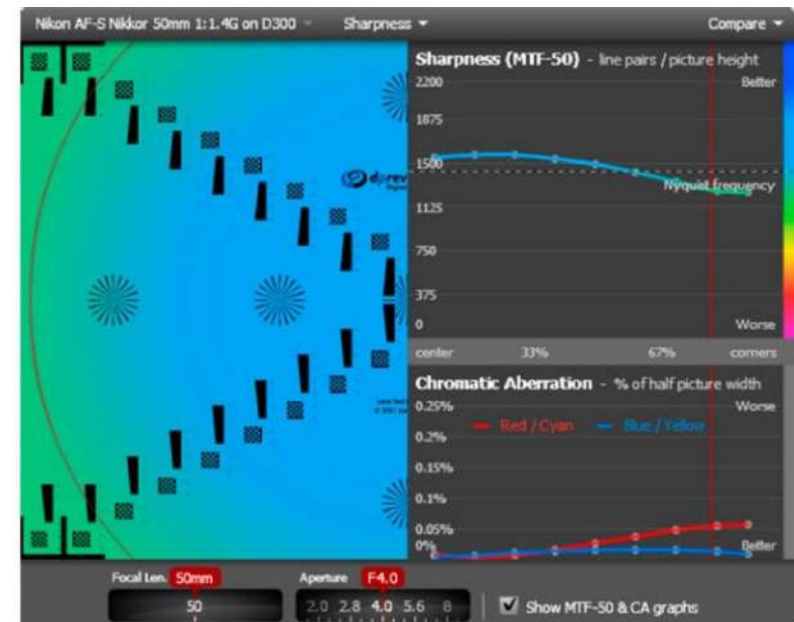 Nikon AF-S Nikkor 50mm 1:1.4G on D300
Sharpness
Compare
Sharpness (MTF-50) - line pairs / picture height
2200
Better
1875
1500
Nyquist frequency
1125
750
375
0
Worse
center 33% 67% corners
Chromatic Aberration - % of half picture width
0.25%
Worse
Red / Cyan
Blue / Yellow
0.2%
0.15%
0.1%
0.05%
0%
Better
Focal Len. 50mm
Aperture F4.0
50
2.0 2.8 4.0 5.6 8
Show MTF-50 & CA graphs